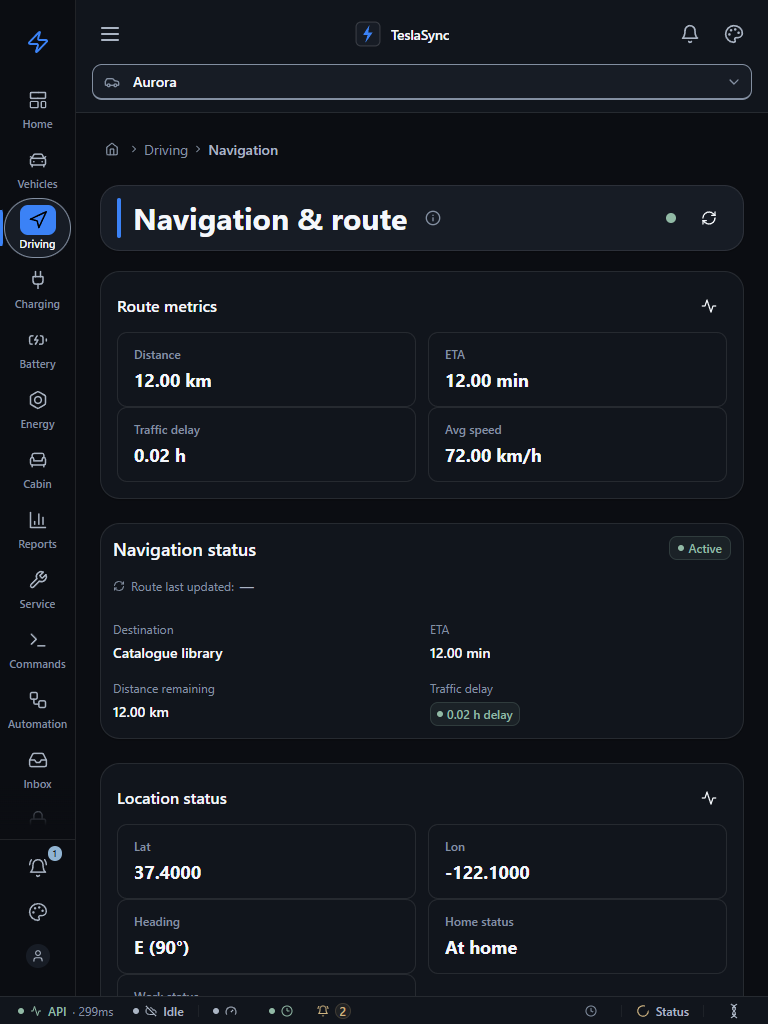 TeslaSync
Aurora
Home
Vehicles
Driving
Charging
Battery
Energy
Cabin
Reports
Service
Commands
Automation
Inbox
1
Driving > Navigation
Navigation & route
Route metrics
Distance
12.00 km
ETA
12.00 min
Traffic delay
0.02 h
Avg speed
72.00 km/h
Navigation status
Active
Route last updated: —
Destination
Catalogue library
ETA
12.00 min
Distance remaining
12.00 km
Traffic delay
0.02 h delay
Location status
Lat
37.4000
Lon
-122.1000
Heading
E (90°)
Home status
At home
Work status
API · 299ms
Idle
2
Status